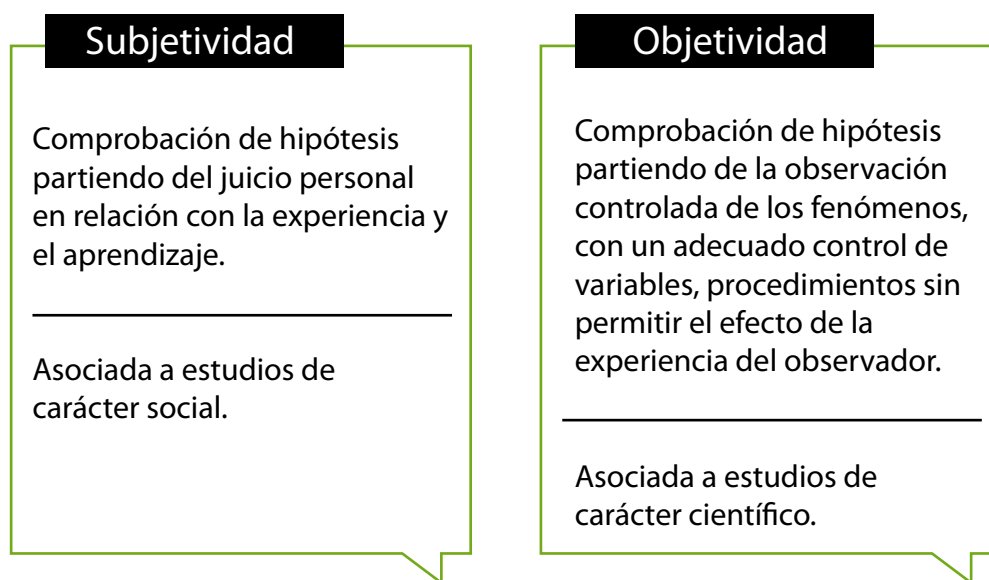 Subjetividad
Comprobación de hipótesis
partiendo del juicio personal
en relación con la experiencia y
el aprendizaje.
Asociada a estudios de
carácter social.
Objetividad
Comprobación de hipótesis
partiendo de la observación
controlada de los fenómenos,
con un adecuado control de
variables, procedimientos sin
permitir el efecto de la
experiencia del observador.
Asociada a estudios de
carácter científico.